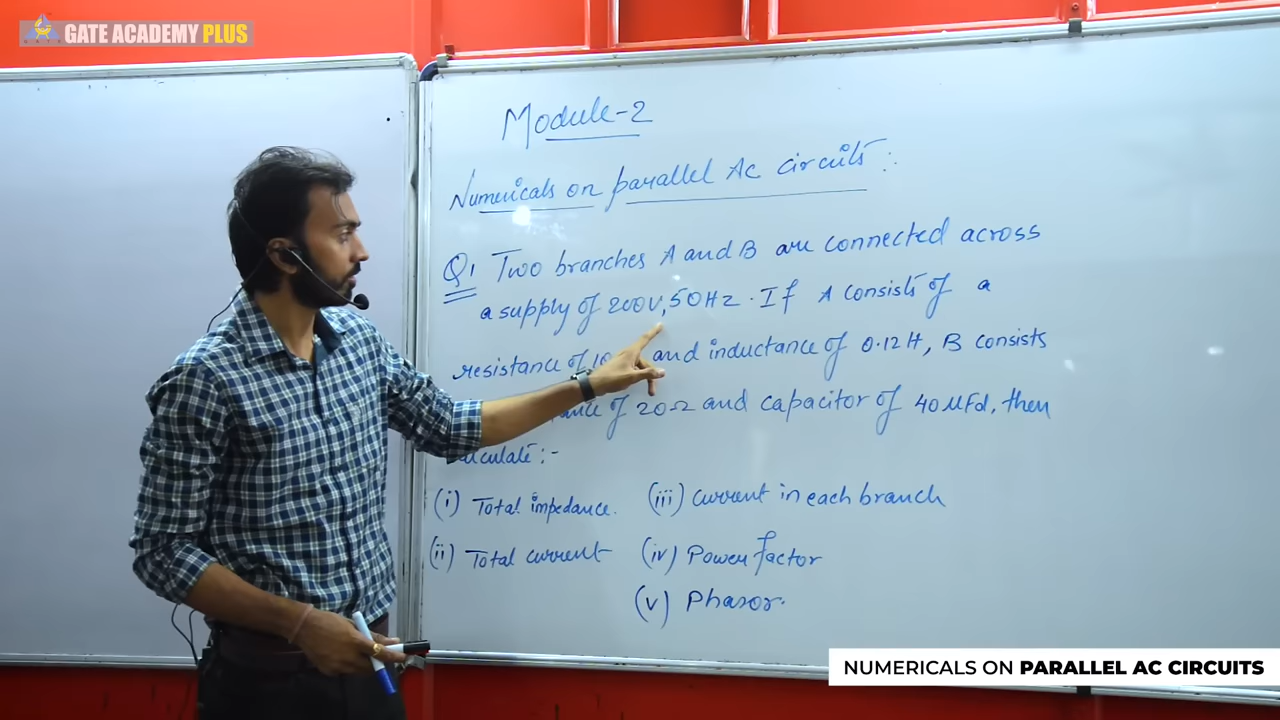 GATE ACADEMY PLUS
Module-2
Numericals on parallel Ac circuits:
Q1 Two branches A and B are connected across
a supply of 200V, 50Hz. If A consists of a
resistance of and inductance of 0.12H, B consists
of 20Ω and capacitor of 40 μFd, then
:-
(i) Total impedance. (iii) current in each branch
(ii) Total current (iv) Power factor
(v) Phasor.
NUMERICALS ON PARALLEL AC CIRCUITS